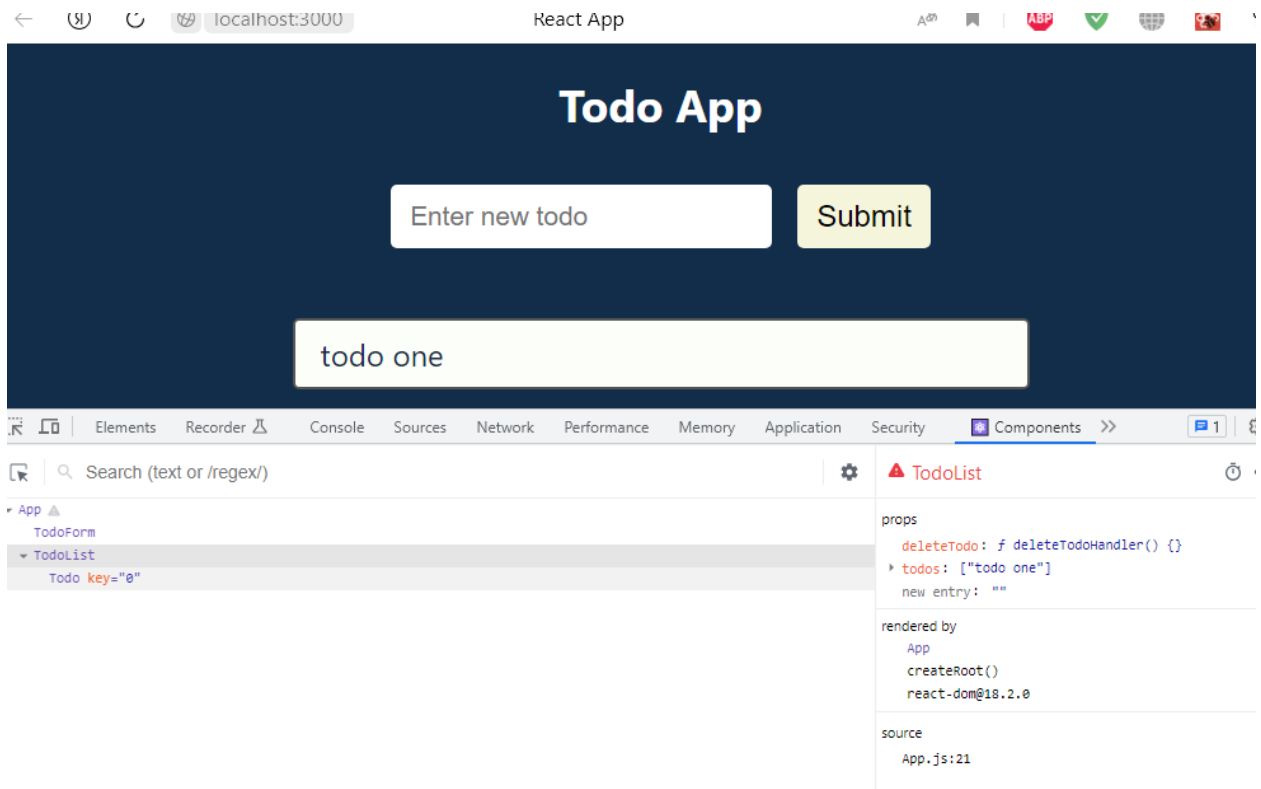 Я localhost:3000 React App ABP
Todo App
Enter new todo Submit
todo one
Elements Recorder Console Sources Network Performance Memory Application Security Components 1
Search (text or /regex/) TodoList
App
TodoForm
TodoList
Todo key="0"
props
deleteTodo: ƒ deleteTodoHandler() {}
todos: ["todo one"]
new entry: ""
rendered by
App
createRoot()
react-dom@18.2.0
source
App.js:21